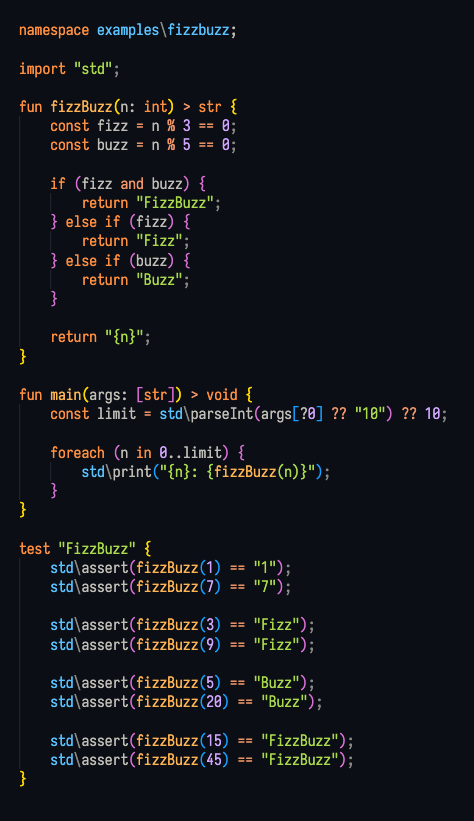 namespace examples\fizzbuzz;

import "std";

fun fizzBuzz(n: int) > str {
    const fizz = n % 3 == 0;
    const buzz = n % 5 == 0;

    if (fizz and buzz) {
        return "FizzBuzz";
    } else if (fizz) {
        return "Fizz";
    } else if (buzz) {
        return "Buzz";
    }

    return "{n}";
}

fun main(args: [str]) > void {
    const limit = std\parseInt(args[?0] ?? "10") ?? 10;

    foreach (n in 0..limit) {
        std\print("{n}: {fizzBuzz(n)}");
    }
}

test "FizzBuzz" {
    std\assert(fizzBuzz(1) == "1");
    std\assert(fizzBuzz(7) == "7");

    std\assert(fizzBuzz(3) == "Fizz");
    std\assert(fizzBuzz(9) == "Fizz");

    std\assert(fizzBuzz(5) == "Buzz");
    std\assert(fizzBuzz(20) == "Buzz");

    std\assert(fizzBuzz(15) == "FizzBuzz");
    std\assert(fizzBuzz(45) == "FizzBuzz");
}